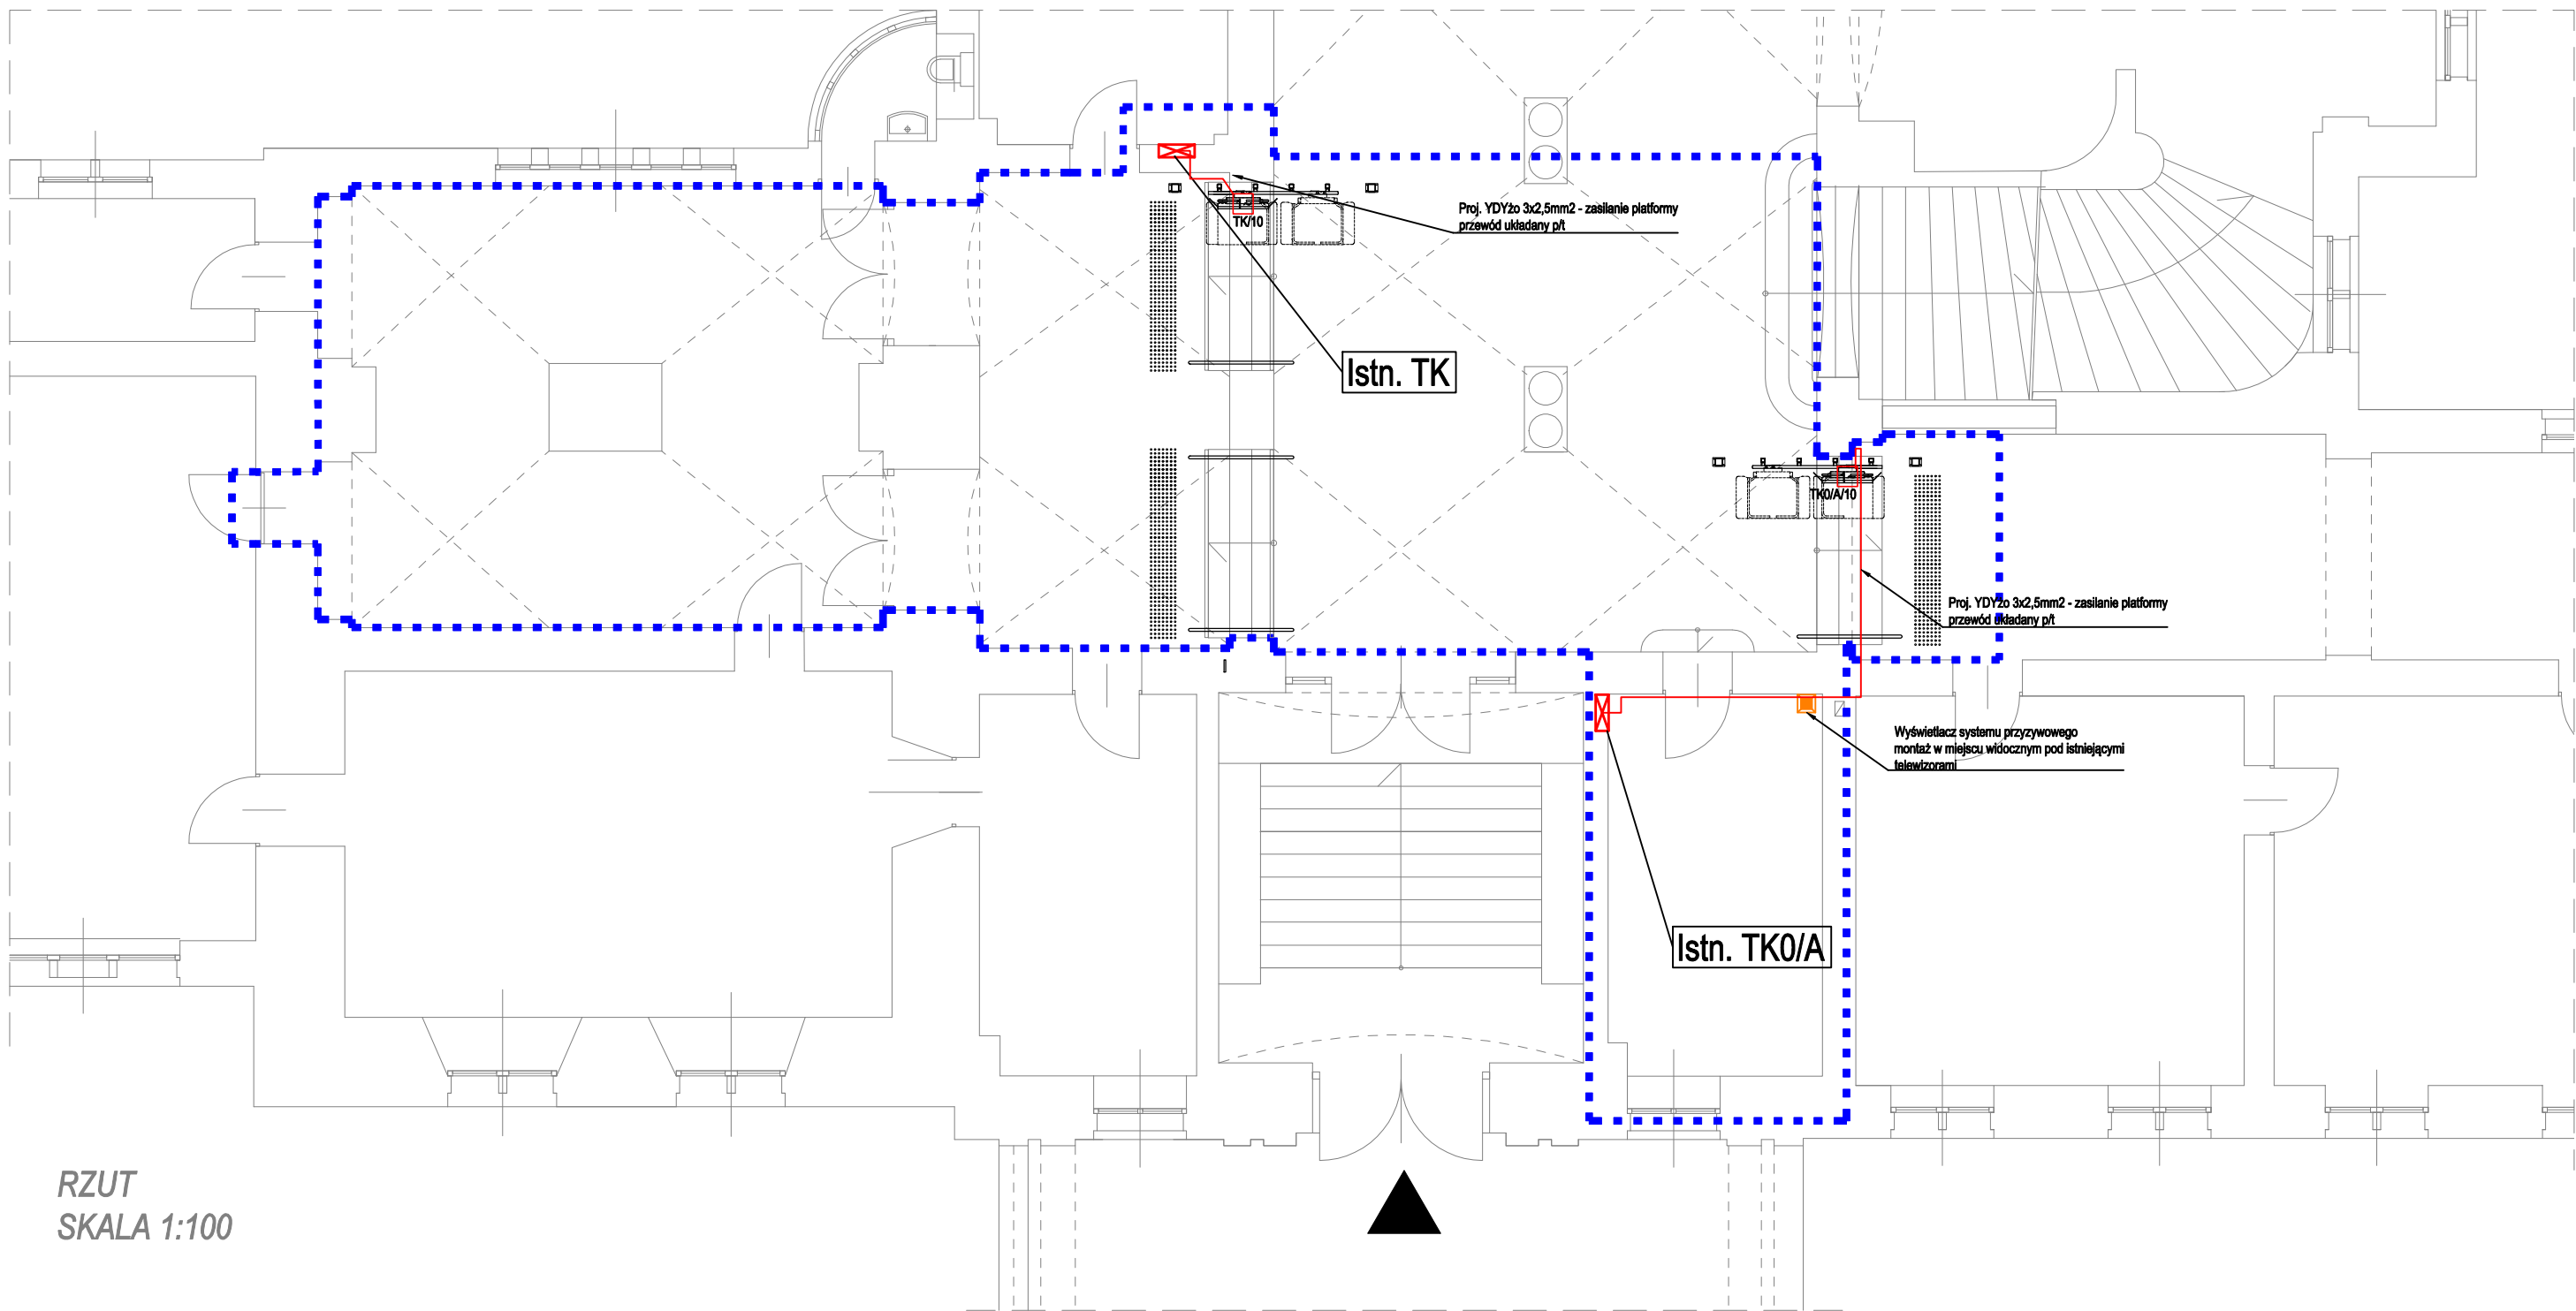 Proj. YDYżo 3x2,5mm2 - zasilanie platformy
przewód układany p/t
TK/10
Istn. TK
TK0/A/10
Proj. YDYżo 3x2,5mm2 - zasilanie platformy
przewód układany p/t
Wyświetlacz systemu przyzywowego
montaż w miejscu widocznym pod istniejącymi
telewizorami
Istn. TK0/A
RZUT
SKALA 1:100